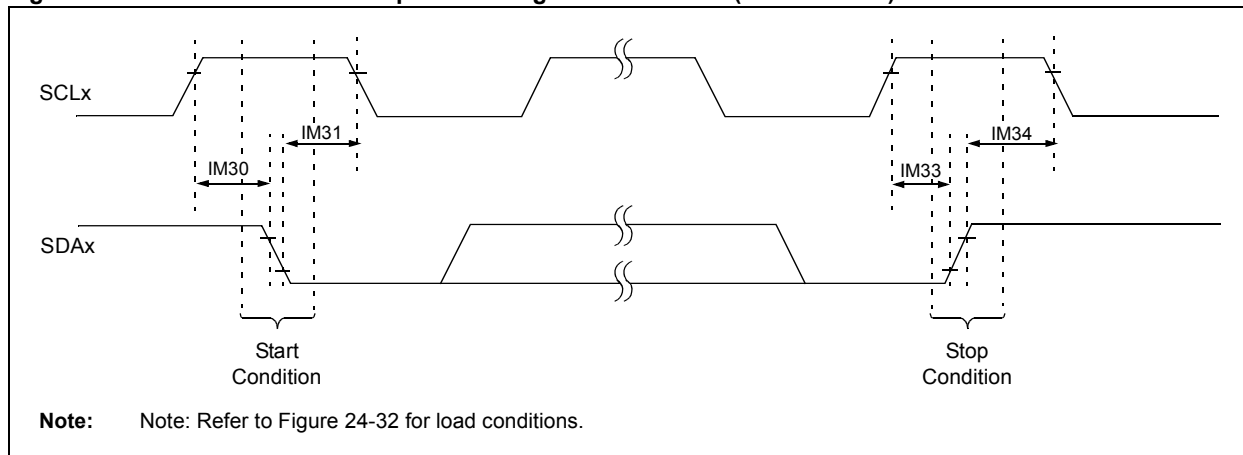 SCLx
IM31
IM34
IM30
IM33
SDAx
Start
Condition
Stop
Condition
Note: Note: Refer to Figure 24-32 for load conditions.